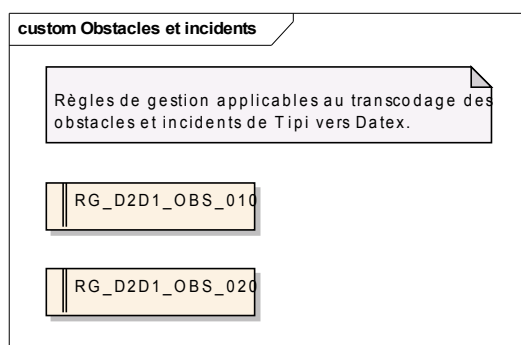 custom Obstacles et incidents
Règles de gestion applicables au transcodage des
obstacles et incidents de Tipi vers Datex.
RG_D2D1_OBS_010
RG_D2D1_OBS_020